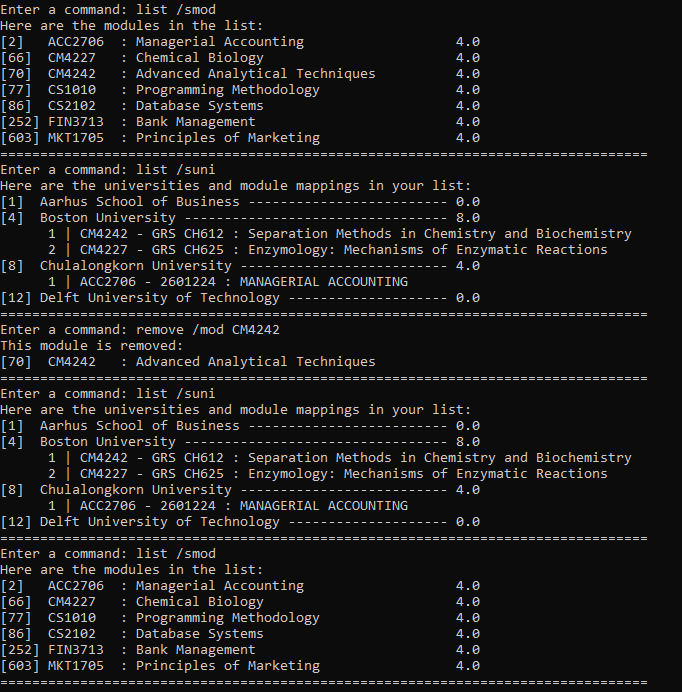 Enter a command: list /smod
Here are the modules in the list:
[2]   ACC2706  : Managerial Accounting                   4.0
[66]  CM4227   : Chemical Biology                        4.0
[70]  CM4242   : Advanced Analytical Techniques          4.0
[77]  CS1010   : Programming Methodology                 4.0
[86]  CS2102   : Database Systems                        4.0
[252] FIN3713  : Bank Management                         4.0
[603] MKT1705  : Principles of Marketing                 4.0
=================================================================================
Enter a command: list /suni
Here are the universities and module mappings in your list:
[1]  Aarhus School of Business ------------------------- 0.0
[4]  Boston University --------------------------------- 8.0
      1 | CM4242 - GRS CH612 : Separation Methods in Chemistry and Biochemistry
      2 | CM4227 - GRS CH625 : Enzymology: Mechanisms of Enzymatic Reactions
[8]  Chulalongkorn University -------------------------- 4.0
      1 | ACC2706 - 2601224 : MANAGERIAL ACCOUNTING
[12] Delft University of Technology -------------------- 0.0
=================================================================================
Enter a command: remove /mod CM4242
This module is removed:
[70]  CM4242   : Advanced Analytical Techniques
=================================================================================
Enter a command: list /suni
Here are the universities and module mappings in your list:
[1]  Aarhus School of Business ------------------------- 0.0
[4]  Boston University --------------------------------- 8.0
      1 | CM4242 - GRS CH612 : Separation Methods in Chemistry and Biochemistry
      2 | CM4227 - GRS CH625 : Enzymology: Mechanisms of Enzymatic Reactions
[8]  Chulalongkorn University -------------------------- 4.0
      1 | ACC2706 - 2601224 : MANAGERIAL ACCOUNTING
[12] Delft University of Technology -------------------- 0.0
=================================================================================
Enter a command: list /smod
Here are the modules in the list:
[2]   ACC2706  : Managerial Accounting                   4.0
[66]  CM4227   : Chemical Biology                        4.0
[77]  CS1010   : Programming Methodology                 4.0
[86]  CS2102   : Database Systems                        4.0
[252] FIN3713  : Bank Management                         4.0
[603] MKT1705  : Principles of Marketing                 4.0
=================================================================================